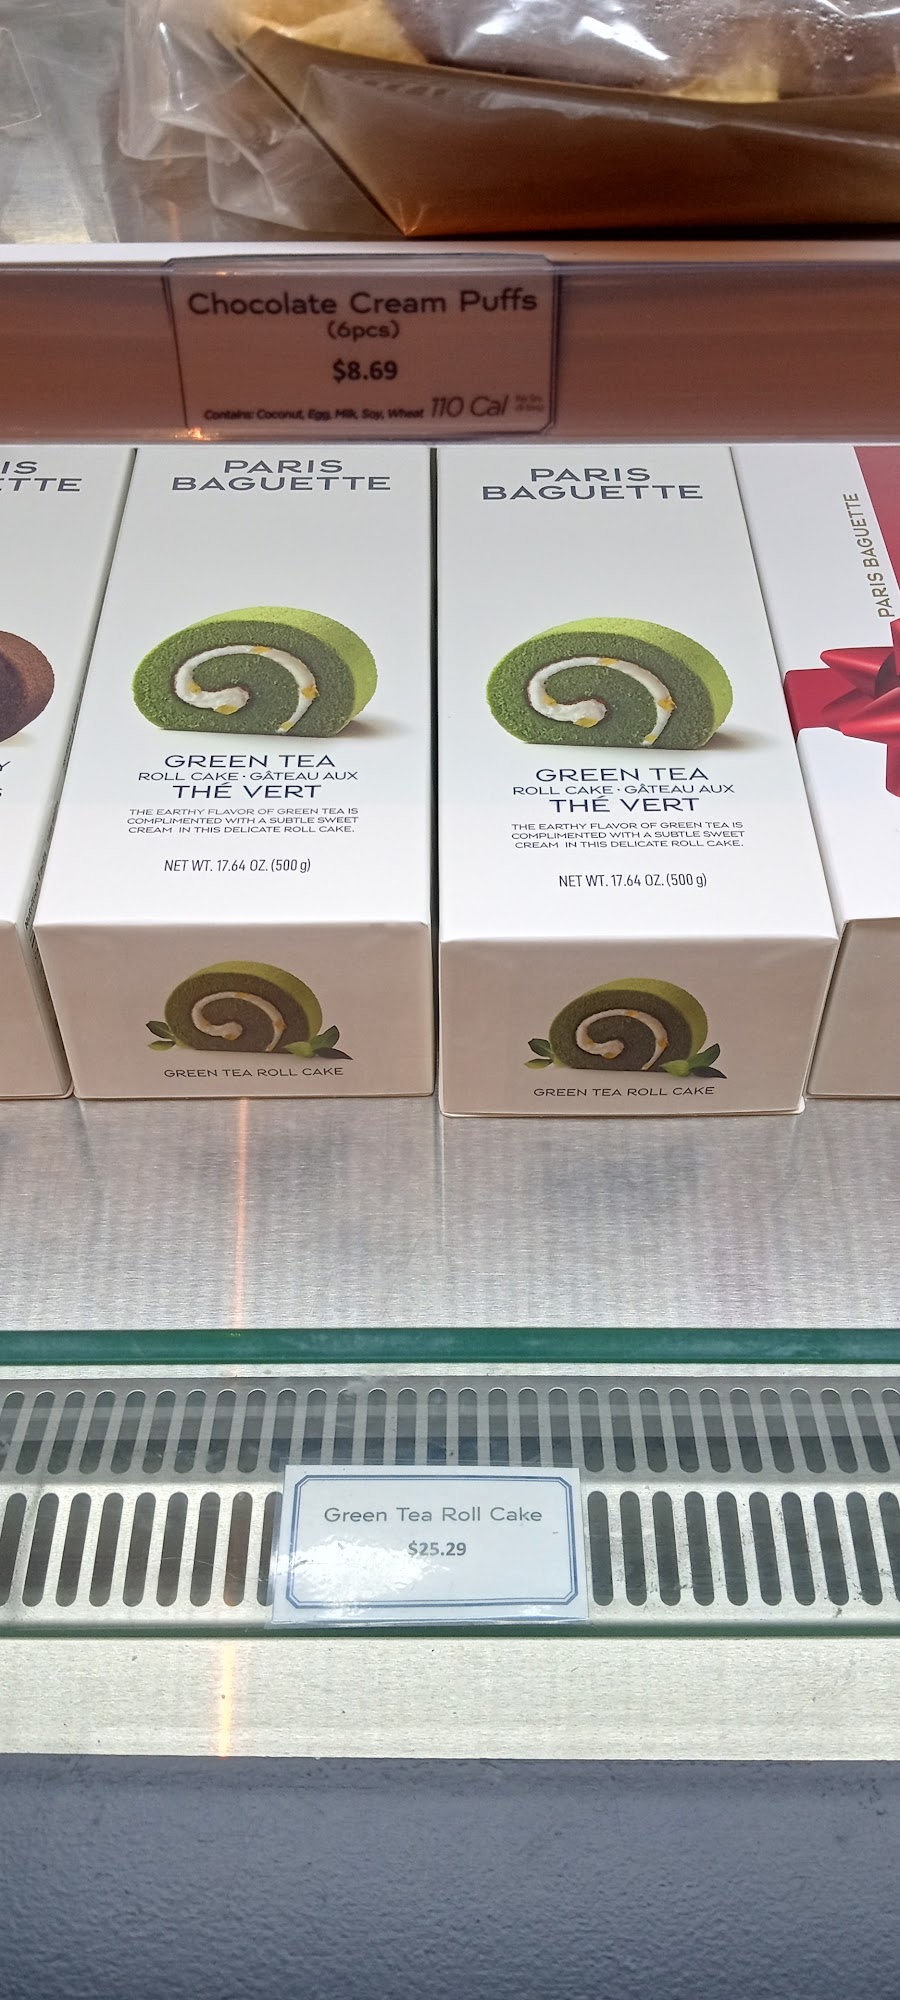 Chocolate Cream Puffs
(6pcs)
$8.69
Contains: Coconut, Egg, Milk, Soy, Wheat 110 Cal
IS
ETTE
Y
S
PARIS
BAGUETTE
GREEN TEA
ROLL CAKE · GÂTEAU AUX
THÉ VERT
THE EARTHY FLAVOR OF GREEN TEA IS
COMPLIMENTED WITH A SUBTLE SWEET
CREAM IN THIS DELICATE ROLL CAKE.
NET WT. 17.64 OZ. (500 g)
GREEN TEA ROLL CAKE
PARIS
BAGUETTE
GREEN TEA
ROLL CAKE · GÂTEAU AUX
THÉ VERT
THE EARTHY FLAVOR OF GREEN TEA IS
COMPLIMENTED WITH A SUBTLE SWEET
CREAM IN THIS DELICATE ROLL CAKE.
NET WT. 17.64 OZ. (500 g)
GREEN TEA ROLL CAKE
PARIS BAGUETTE
Green Tea Roll Cake
$25.29